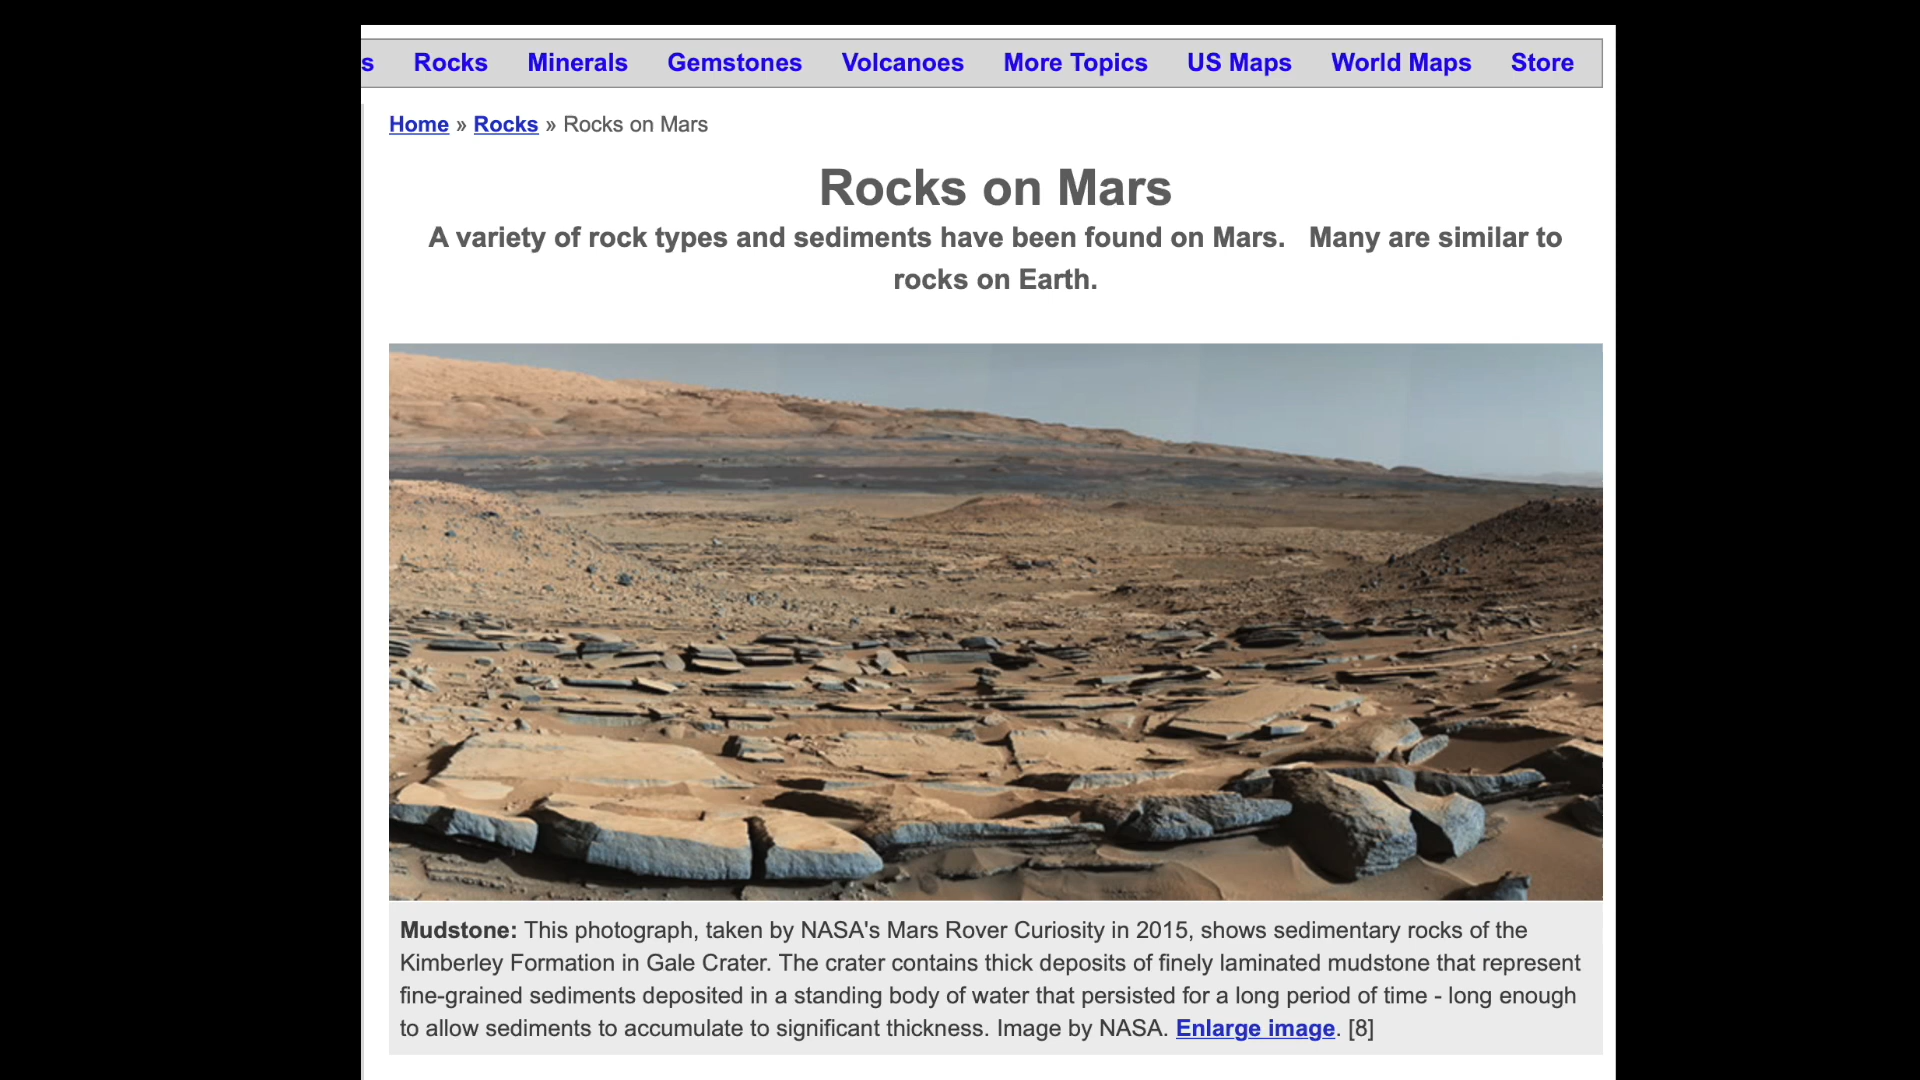 s Rocks Minerals Gemstones Volcanoes More Topics US Maps World Maps Store
Home » Rocks » Rocks on Mars
Rocks on Mars
A variety of rock types and sediments have been found on Mars. Many are similar to
rocks on Earth.
Mudstone: This photograph, taken by NASA's Mars Rover Curiosity in 2015, shows sedimentary rocks of the
Kimberley Formation in Gale Crater. The crater contains thick deposits of finely laminated mudstone that represent
fine-grained sediments deposited in a standing body of water that persisted for a long period of time - long enough
to allow sediments to accumulate to significant thickness. Image by NASA. Enlarge image. [8]